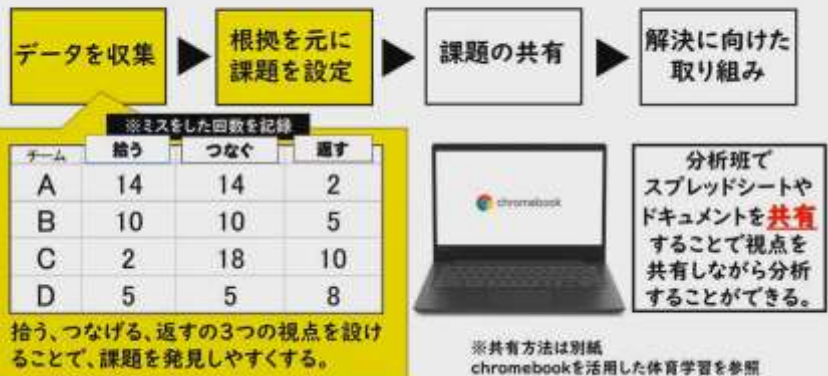 データを収集
根拠を元に
課題を設定
課題の共有
解決に向けた
取り組み
※ミスをした回数を記録
チーム 拾う つなぐ 返す
A 14 14 2
B 10 10 5
C 2 18 10
D 5 5 8
拾う、つなげる、返すの3つの視点を設け
ることで、課題を発見しやすくする。
chromebook
分析班で
スプレッドシートや
ドキュメントを共有
することで視点を
共有しながら分析
することができる。
※共有方法は別紙
chromebookを活用した体育学習を参照